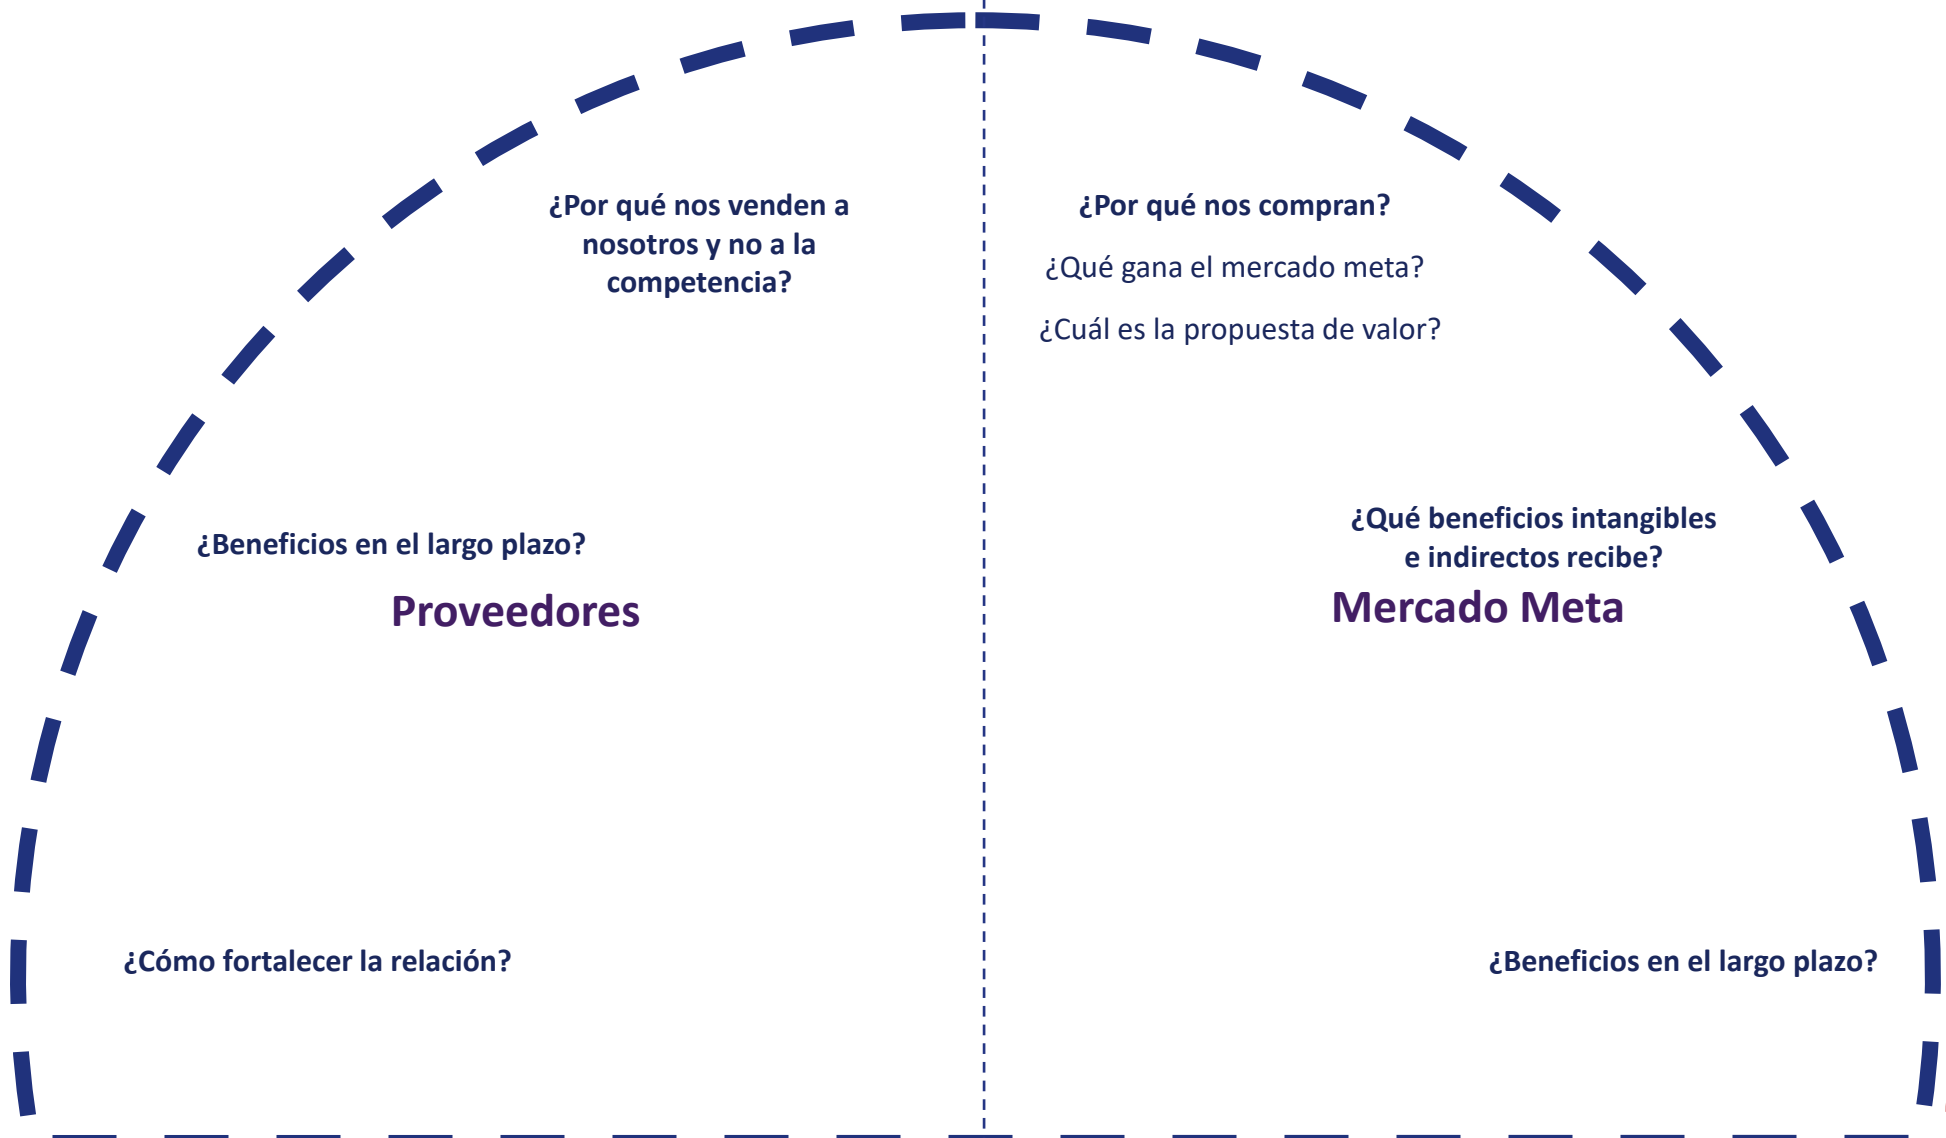 ¿Por qué nos venden a
nosotros y no a la
competencia?
¿Beneficios en el largo plazo?
Proveedores
¿Cómo fortalecer la relación?
¿Por qué nos compran?
¿Qué gana el mercado meta?
¿Cuál es la propuesta de valor?
¿Qué beneficios intangibles
e indirectos recibe?
Mercado Meta
¿Beneficios en el largo plazo?